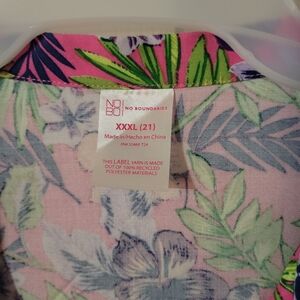 NO
BO
NO BOUNDARIES
XXXL (21)
Made in/Hecho en China
THIS LABEL YARN IS MADE
OUT OF 100% RECYCLED
POLYESTER MATERIALS